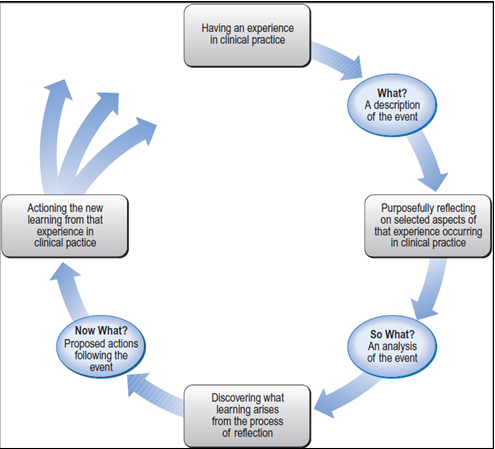 Having an experience
in clinical practice
What?
A description
of the event
Purposefully reflecting
on selected aspects of
that experience occurring
in clinical practice
So What?
An analysis
of the event
Discovering what
learning arises
from the process
of reflection
Now What?
Proposed actions
following the
event
Actioning the new
learning from that
experience in
clinical pactice